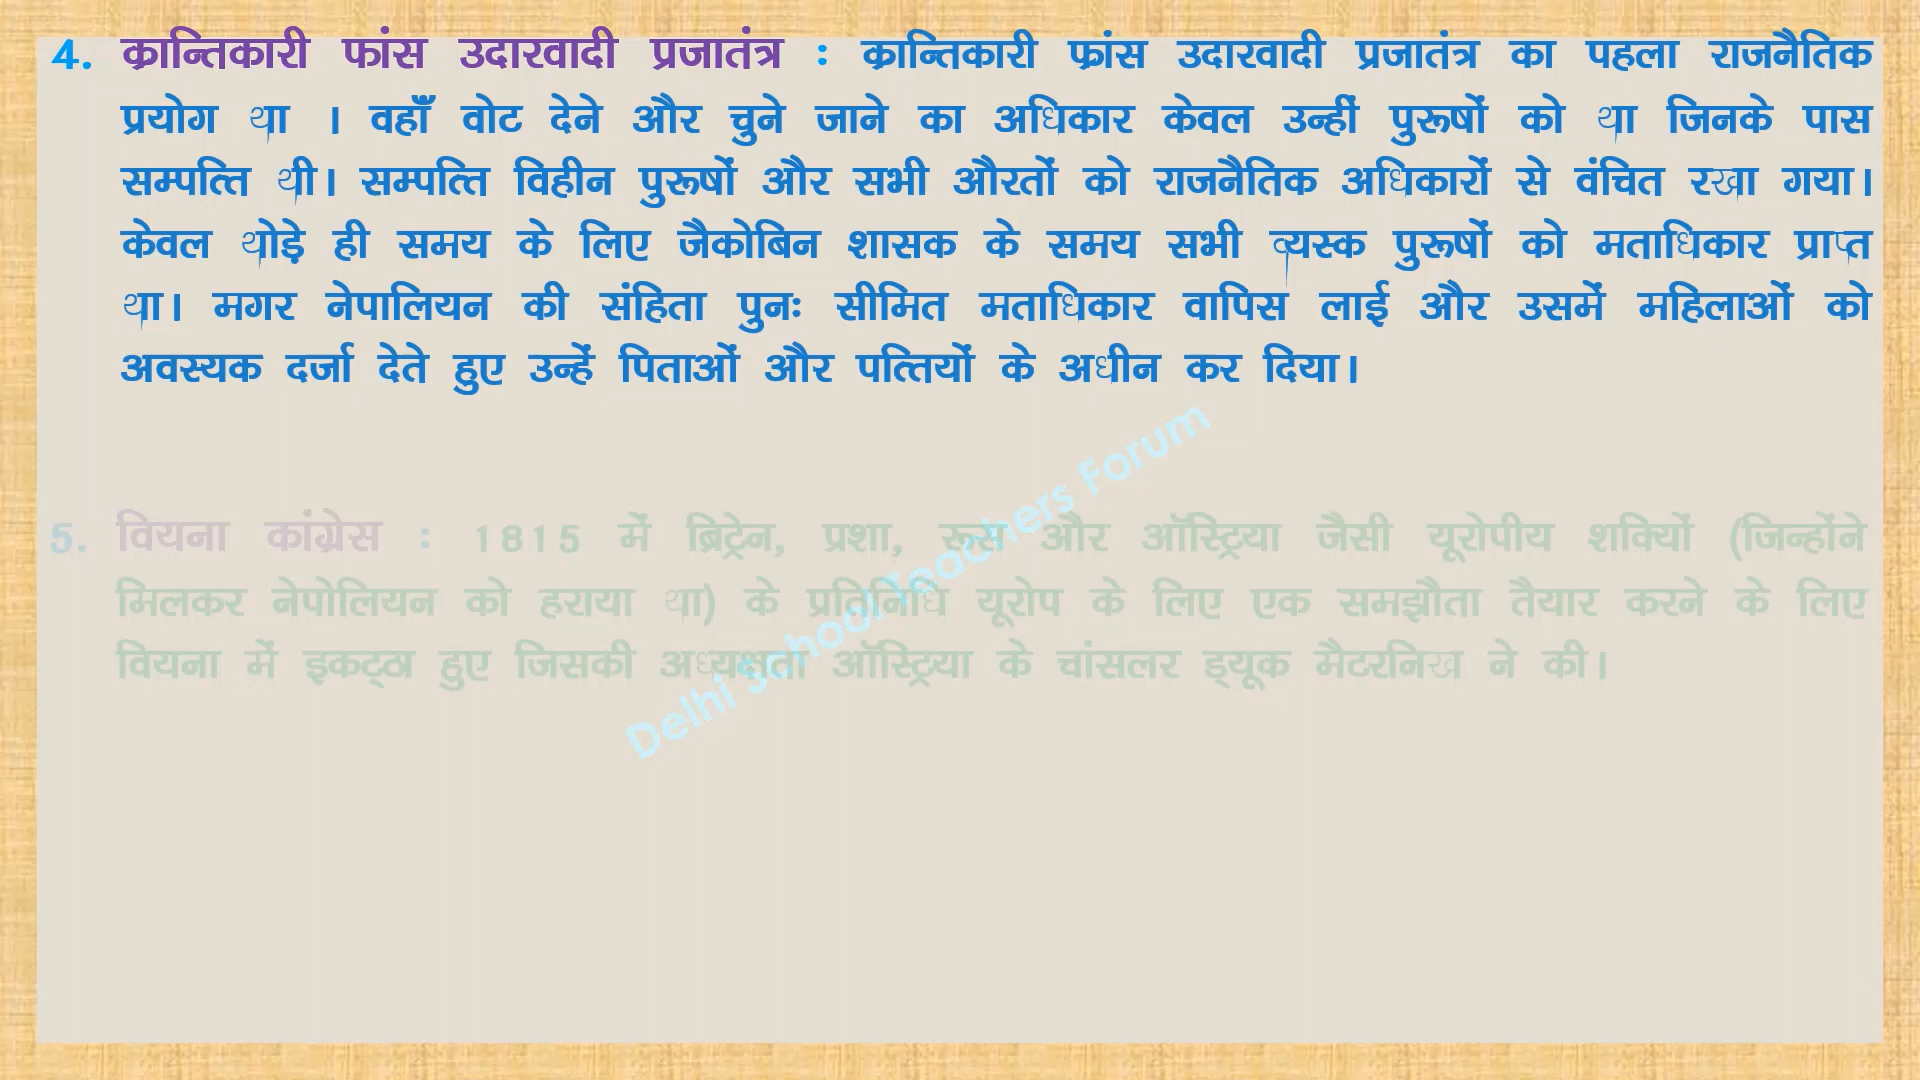 4. क्रान्तिकारी फांस उदारवादी प्रजातंत्र : क्रान्तिकारी फ्रांस उदारवादी प्रजातंत्र का पहला राजनैतिक
प्रयोग था । वहाँ वोट देने और चुने जाने का अधिकार केवल उन्हीं पुरूषों को था जिनके पास
सम्पत्ति थी। सम्पत्ति विहीन पुरूषों और सभी औरतों को राजनैतिक अधिकारों से वंचित रखा गया।
केवल थोड़े ही समय के लिए जैकोबिन शासक के समय सभी व्यस्क पुरूषों को मताधिकार प्राप्त
था। मगर नेपालियन की संहिता पुनः सीमित मताधिकार वापिस लाई और उसमें महिलाओं को
अवस्यक दर्जा देते हुए उन्हें पिताओं और पत्तियों के अधीन कर दिया।
5. वियना कांग्रेस : 1815 में ब्रिट्रेन, प्रशा, रूस और ऑस्ट्रिया जैसी यूरोपीय शक्यिों (जिन्होंने
मिलकर नेपोलियन को हराया था) के प्रतिनिधि यूरोप के लिए एक समझौता तैयार करने के लिए
वियना में इकट्ठा हुए जिसकी अध्यक्षता ऑस्ट्रिया के चांसलर ड्यूक मैटरनिख ने की।
Delhi School Teachers Forum